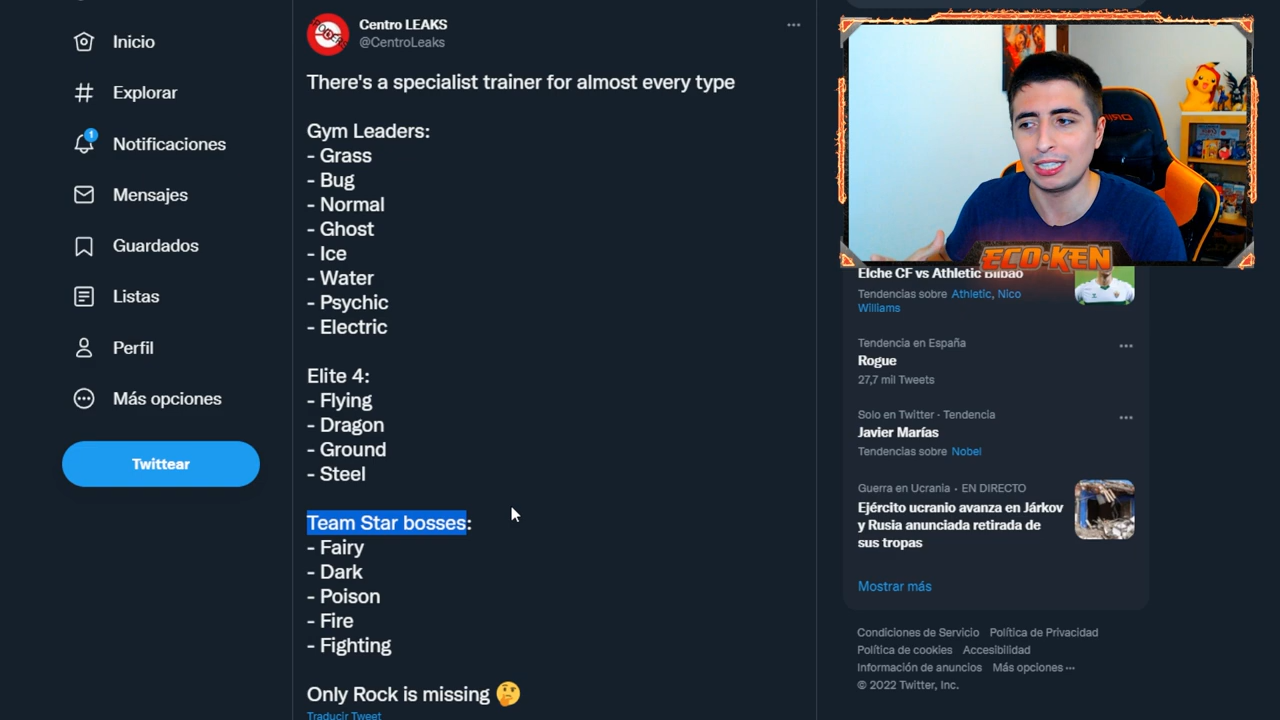 Inicio
Explorar
1
Notificaciones
Mensajes
Guardados
Listas
Perfil
Más opciones
Twittear
Centro LEAKS
@CentroLeaks
There's a specialist trainer for almost every type
Gym Leaders:
- Grass
- Bug
- Normal
- Ghost
- Ice
- Water
- Psychic
- Electric
Elite 4:
- Flying
- Dragon
- Ground
- Steel
Team Star bosses:
- Fairy
- Dark
- Poison
- Fire
- Fighting
Only Rock is missing 🤔
Traducir Tweet
ECO·KEN
Elche CF vs Athletic Bilbao
Tendencias sobre Athletic, Nico
Williams
Tendencia en España
Rogue
27,7 mil Tweets
Solo en Twitter · Tendencia
Javier Marías
Tendencias sobre Nobel
Guerra en Ucrania · EN DIRECTO
Ejército ucranio avanza en Járkov
y Rusia anunciada retirada de
sus tropas
Mostrar más
Condiciones de Servicio Política de Privacidad
Política de cookies Accesibilidad
Información de anuncios Más opciones ···
© 2022 Twitter, Inc.